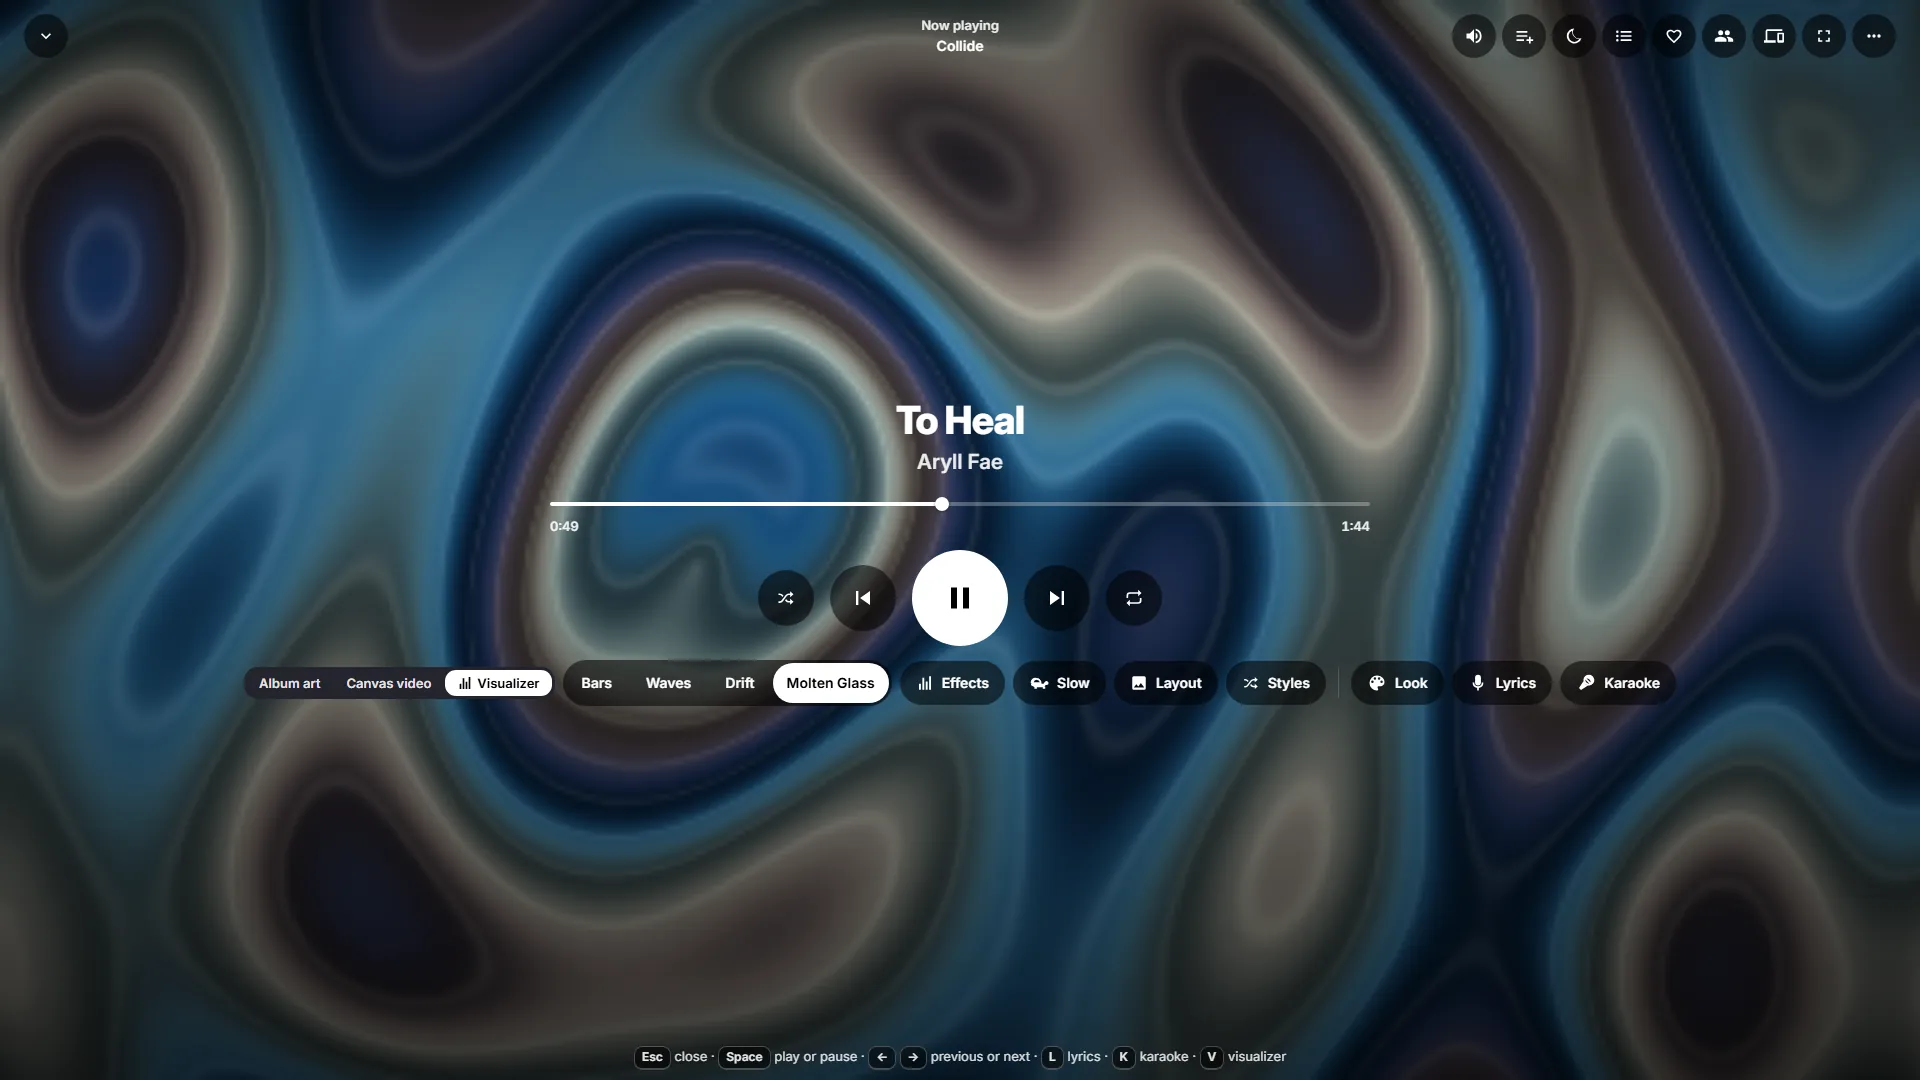 Now playing
Collide
To Heal
Aryll Fae
0:49 1:44
Album art Canvas video Visualizer Bars Waves Drift Molten Glass Effects Slow Layout Styles Look Lyrics Karaoke
Esc close · Space play or pause · ← → previous or next · L lyrics · K karaoke · V visualizer